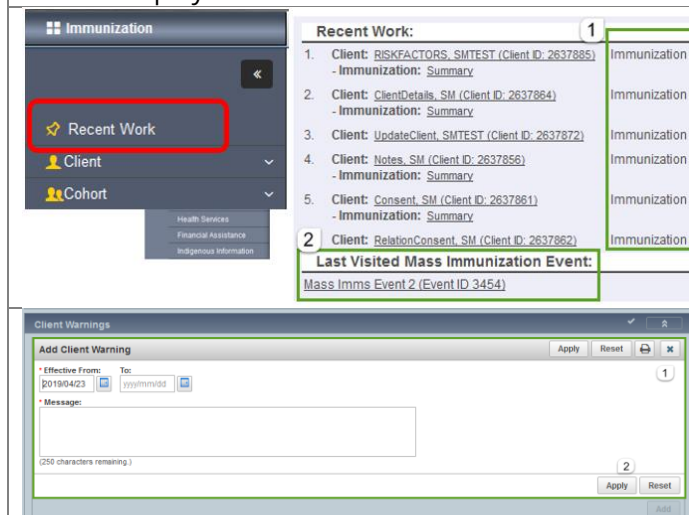 Immunization
«
Recent Work
Client
Cohort
Health Services
Financial Assistance
Indigenous Information
Recent Work:
1
1. Client: RISKFACTORS, SMTEST (Client ID: 2637885) Immunization
- Immunization: Summary
2. Client: ClientDetails, SM (Client ID: 2637864) Immunization
- Immunization: Summary
3. Client: UpdateClient, SMTEST (Client ID: 2637872) Immunization
- Immunization: Summary
4. Client: Notes, SM (Client ID: 2637856) Immunization
- Immunization: Summary
5. Client: Consent, SM (Client ID: 2637861) Immunization
- Immunization: Summary
2 Client: RelationConsent, SM (Client ID: 2637862) Immunization
Last Visited Mass Immunization Event:
Mass Imms Event 2 (Event ID 3454)
Client Warnings
Add Client Warning Apply Reset
* Effective From: To:
2019/04/23 yyyy/mm/dd
1
* Message:
(250 characters remaining.)
2
Apply Reset
Add